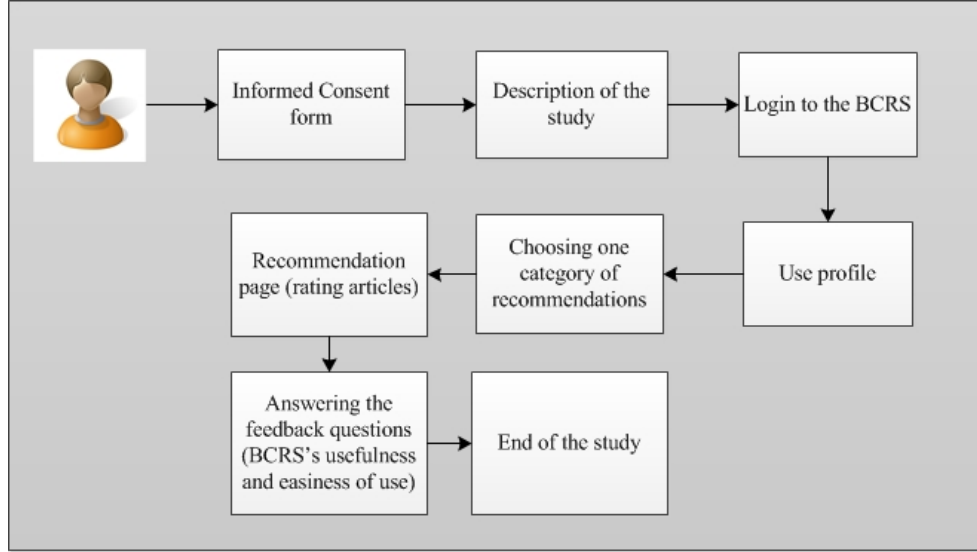 Informed Consent
form
Description of the
study
Login to the BCRS
Use profile
Choosing one
category of
recommendations
Recommendation
page (rating articles)
Answering the
feedback questions
(BCRS's usefulness
and easiness of use)
End of the study